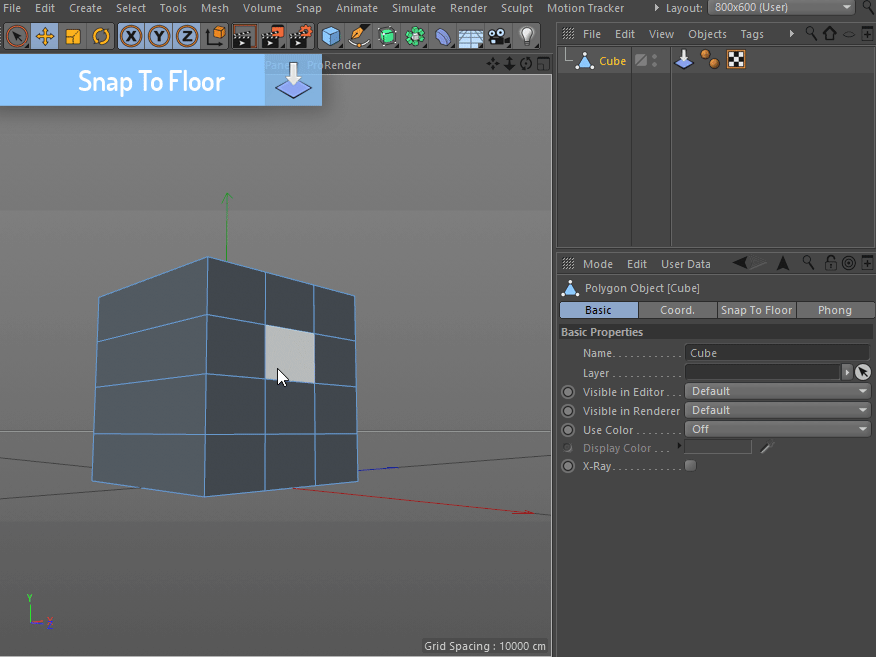 File Edit Create Select Tools Mesh Volume Snap Animate Simulate Render Sculpt Motion Tracker Layout: 800x600 (User)
X Y Z
File Edit View Objects Tags
Snap To Floor
Panel ProRender
Cube
Mode Edit User Data
Polygon Object [Cube]
Basic Coord. Snap To Floor Phong
Basic Properties
Name. . . . . . . . . . . . Cube
Layer . . . . . . . . . . . .
Visible in Editor . . . Default
Visible in Renderer Default
Use Color . . . . . . . . Off
Display Color . . .
X-Ray. . . . . . . . . . . .
Y
X
Z
Grid Spacing : 10000 cm